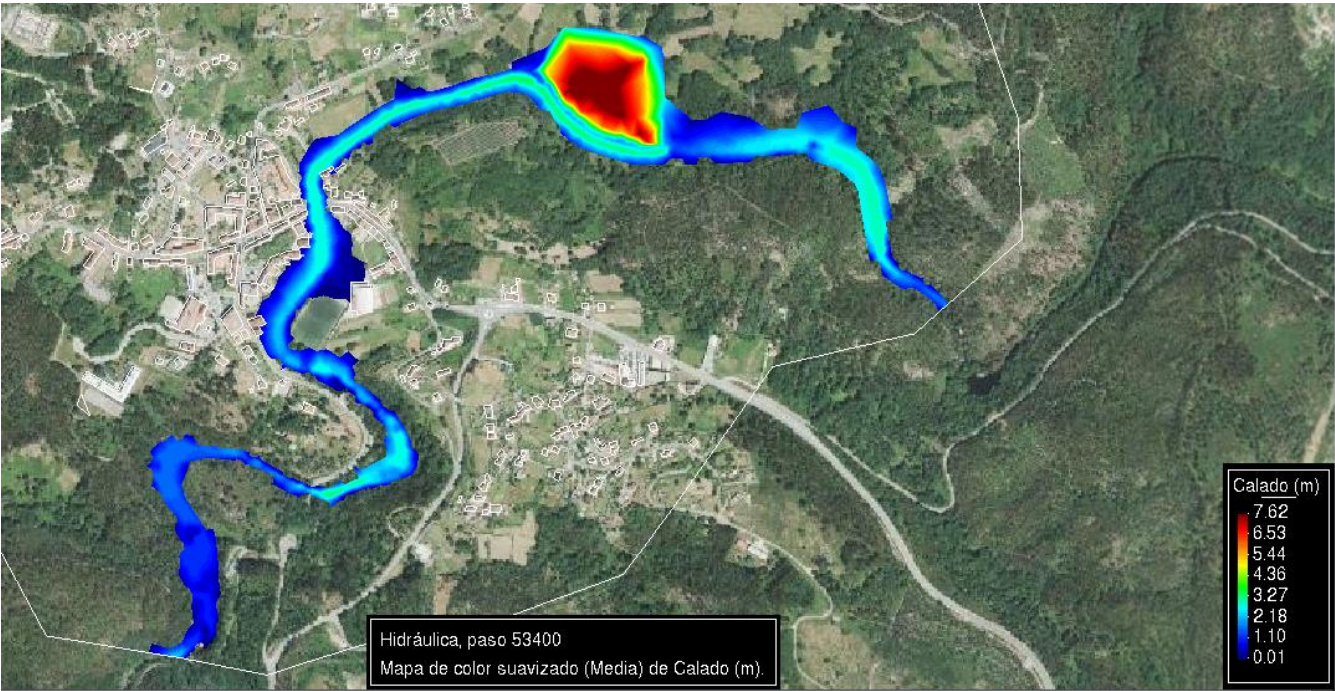 Calado (m)
7.62
6.53
5.44
4.36
3.27
2.18
1.10
0.01
Hidráulica, paso 53400
Mapa de color suavizado (Media) de Calado (m).